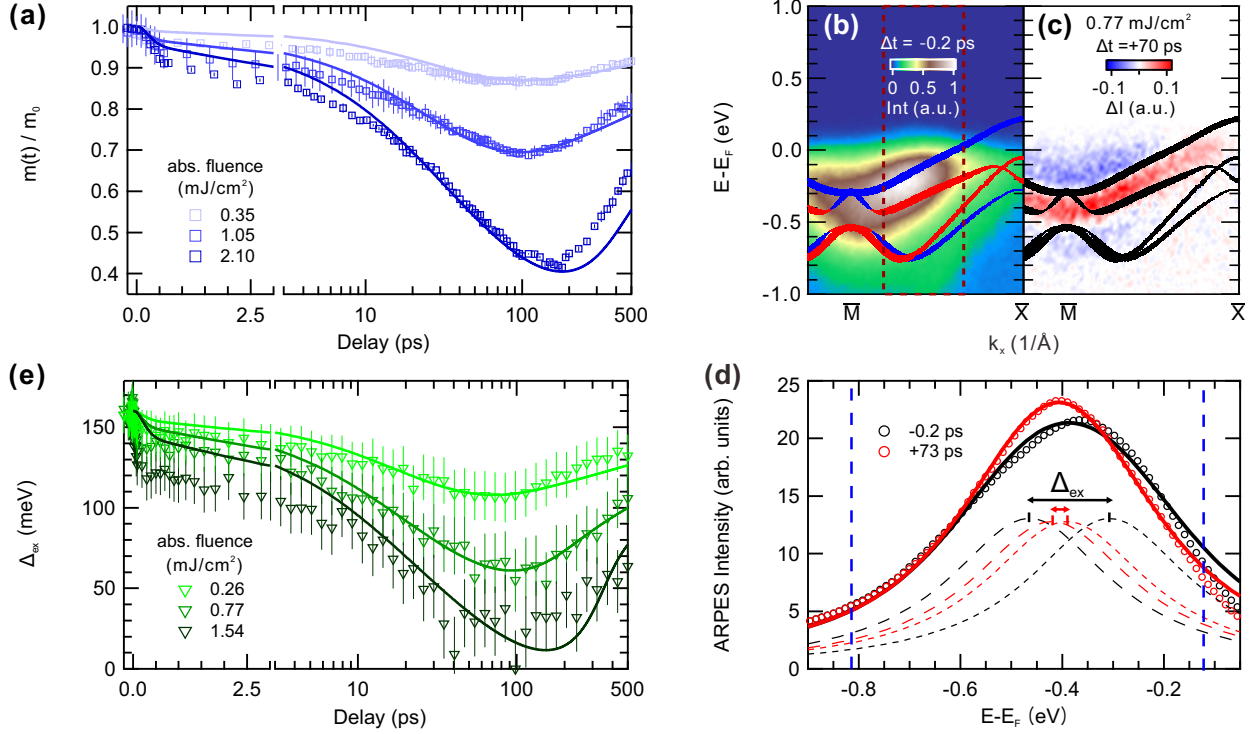 (a)
m(t) / m0
1.0
0.9
0.8
0.7
0.6
0.5
0.4
abs. fluence
(mJ/cm²)
0.35
1.05
2.10
0.0
2.5
10
100
500
Delay (ps)
(b)
Δt = -0.2 ps
0 0.5 1
Int (a.u.)
(c)
0.77 mJ/cm²
Δt =+70 ps
-0.1 0.1
ΔI (a.u.)
E-EF (eV)
1.0
0.5
0.0
-0.5
-1.0
M̅ X̅ M̅ X̅
kx (1/Å)
(e)
Δex (meV)
150
100
50
0
abs. fluence
(mJ/cm²)
0.26
0.77
1.54
0.0
2.5
10
100
500
Delay (ps)
(d)
ARPES Intensity (arb. units)
25
20
15
10
5
0
-0.2 ps
+73 ps
Δex
-0.8
-0.6
-0.4
-0.2
E-EF (eV)